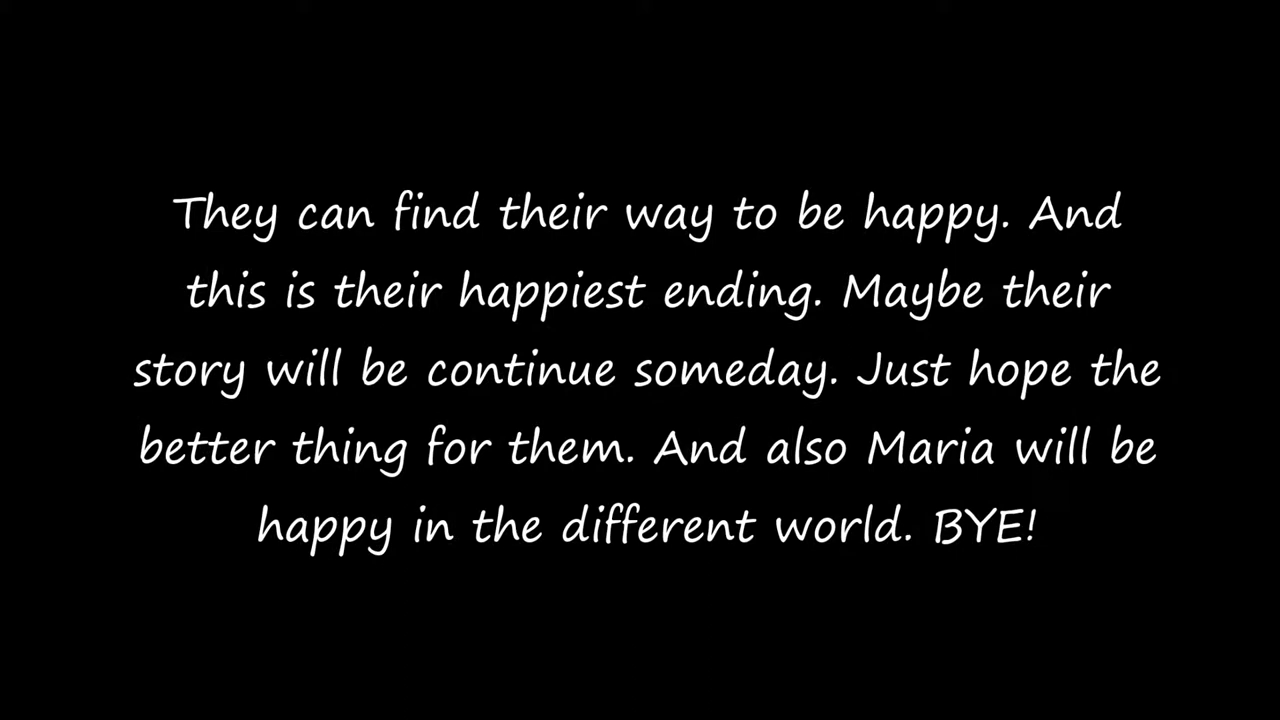 They can find their way to be happy. And
this is their happiest ending. Maybe their
story will be continue someday. Just hope the
better thing for them. And also Maria will be
happy in the different world. BYE!